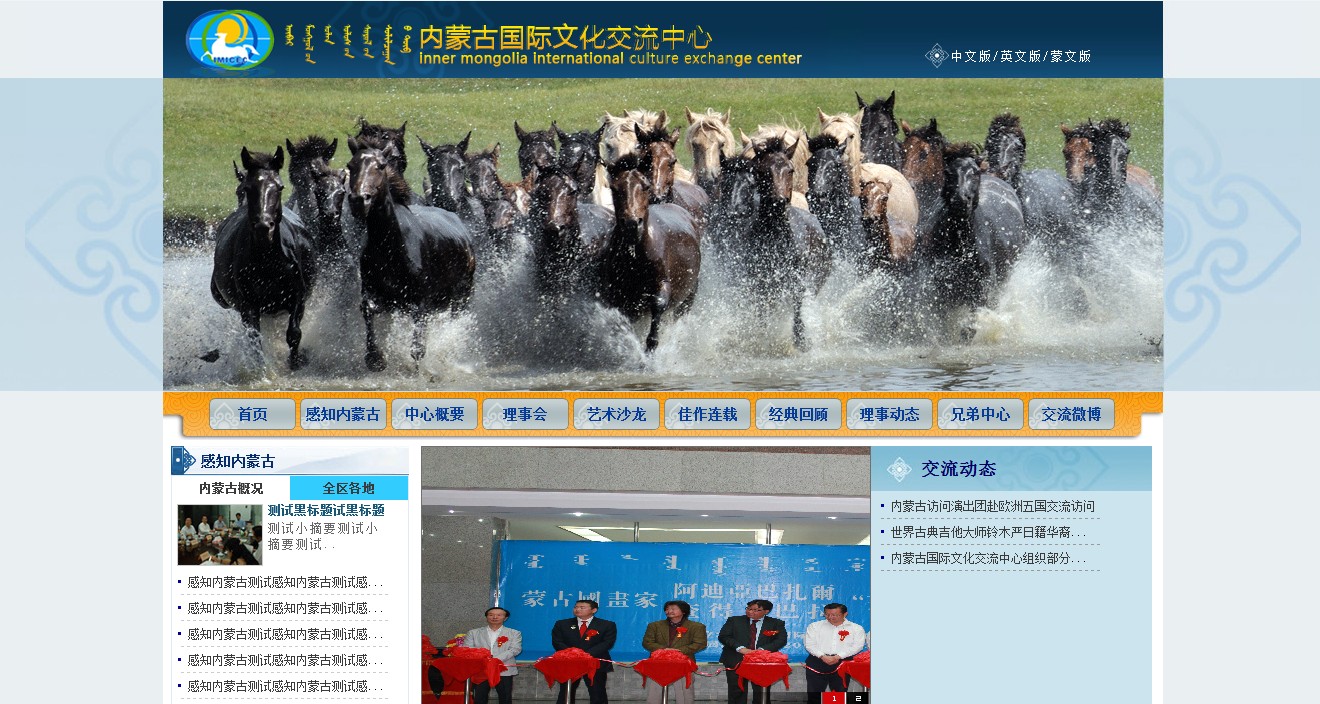 内蒙古国际文化交流中心
inner mongolia international culture exchange center
IMICEC
中文版/英文版/蒙文版
首页 感知内蒙古 中心概要 理事会 艺术沙龙 佳作连载 经典回顾 理事动态 兄弟中心 交流微博
感知内蒙古
内蒙古概况 全区各地
测试黑标题试黑标题
测试小摘要测试小
摘要测试...
感知内蒙古测试感知内蒙古测试感...
感知内蒙古测试感知内蒙古测试感...
感知内蒙古测试感知内蒙古测试感...
感知内蒙古测试感知内蒙古测试感...
感知内蒙古测试感知内蒙古测试感...
蒙古國畫家
阿迪亞巴扎爾
1 2
交流动态
内蒙古访问演出团赴欧洲五国交流访问
世界古典吉他大师铃木严日籍华裔...
内蒙古国际文化交流中心组织部分...